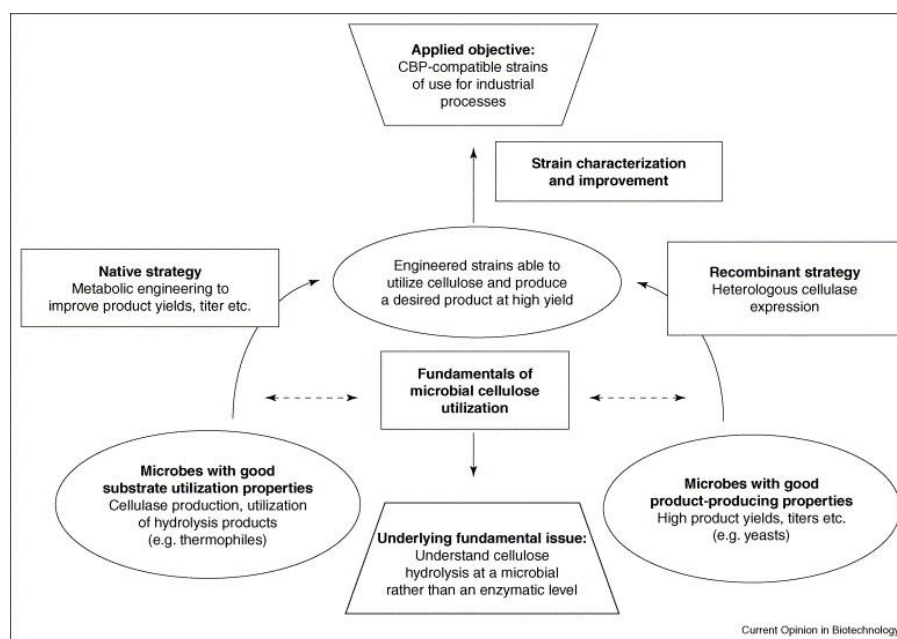 Applied objective:
CBP-compatible strains
of use for industrial
processes
Strain characterization
and improvement
Native strategy
Metabolic engineering to
improve product yields, titer etc.
Engineered strains able to
utilize cellulose and produce
a desired product at high yield
Recombinant strategy
Heterologous cellulase
expression
Fundamentals of
microbial cellulose
utilization
Microbes with good
substrate utilization properties
Cellulase production, utilization
of hydrolysis products
(e.g. thermophiles)
Microbes with good
product-producing properties
High product yields, titers etc.
(e.g. yeasts)
Underlying fundamental issue:
Understand cellulose
hydrolysis at a microbial
rather than an enzymatic level
Current Opinion in Biotechnology